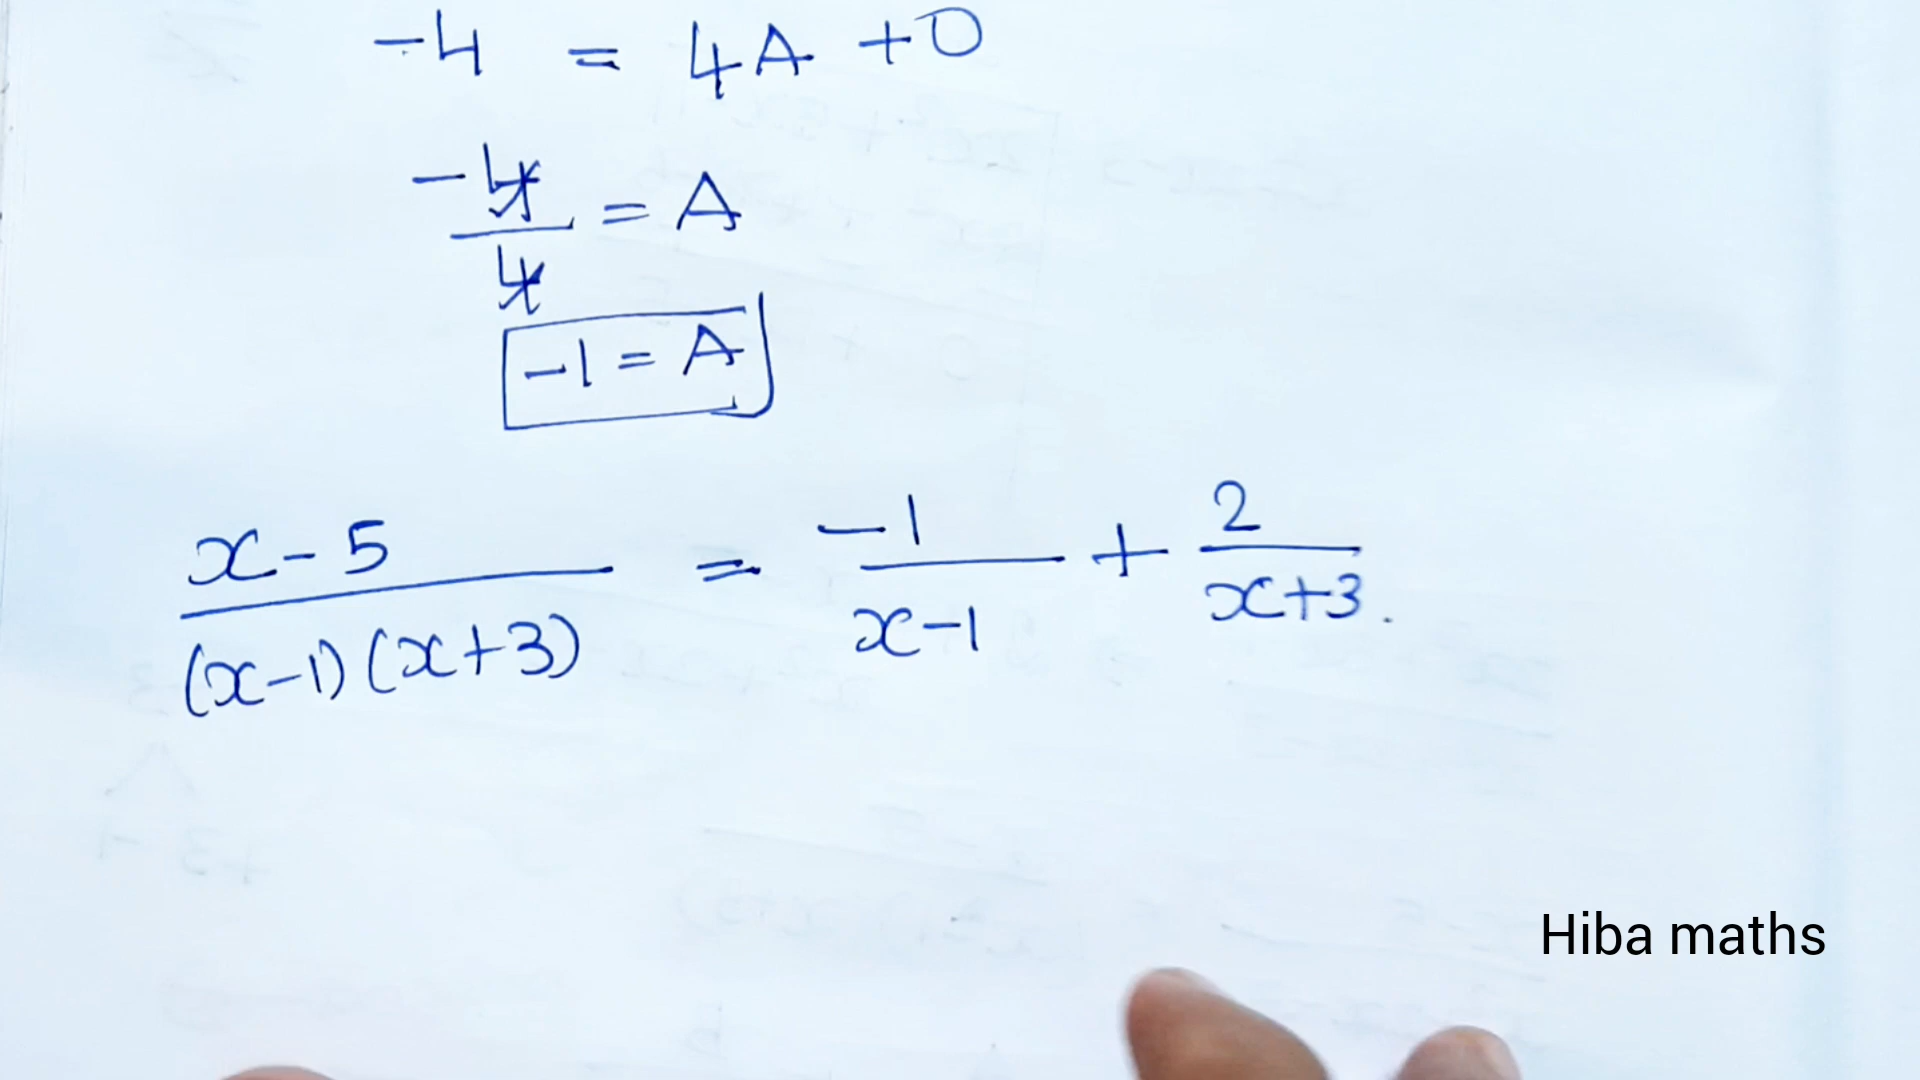 -4 = 4A + 0
-4/4 = A
-1 = A
x-5/(x-1)(x+3) = -1/x-1 + 2/x+3.
Hiba maths